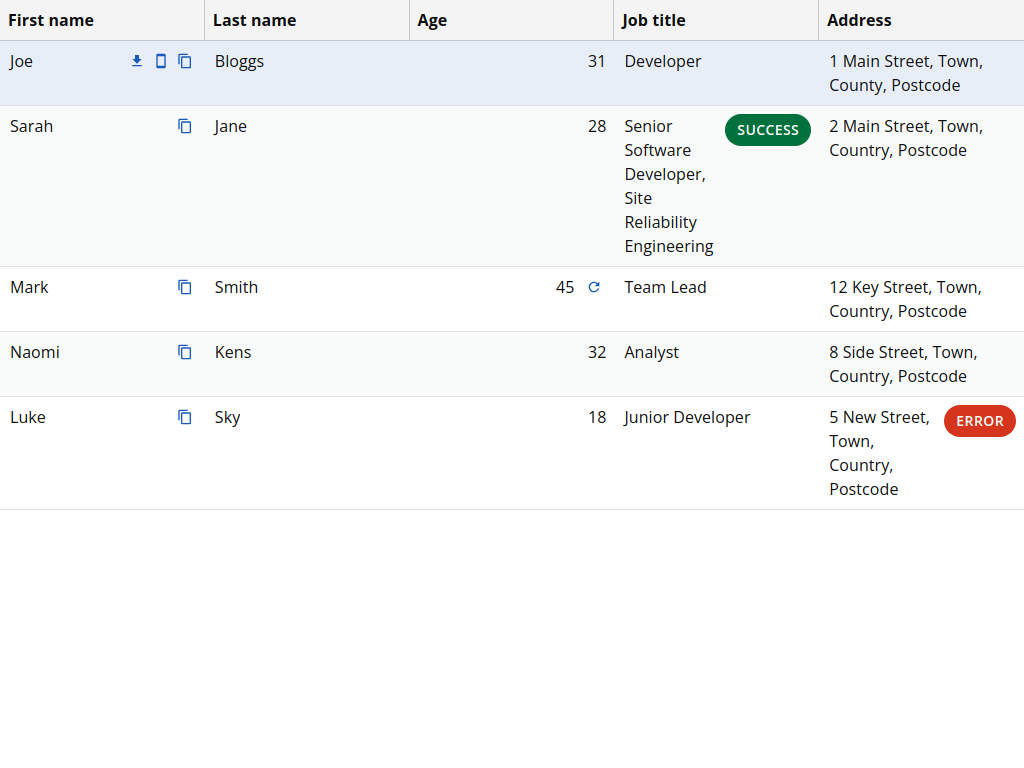 First name Last name Age Job title Address
Joe Bloggs 31 Developer 1 Main Street, Town,
County, Postcode
Sarah Jane 28 Senior SUCCESS 2 Main Street, Town,
Software Country, Postcode
Developer,
Site
Reliability
Engineering
Mark Smith 45 Team Lead 12 Key Street, Town,
Country, Postcode
Naomi Kens 32 Analyst 8 Side Street, Town,
Country, Postcode
Luke Sky 18 Junior Developer 5 New Street, ERROR
Town,
Country,
Postcode